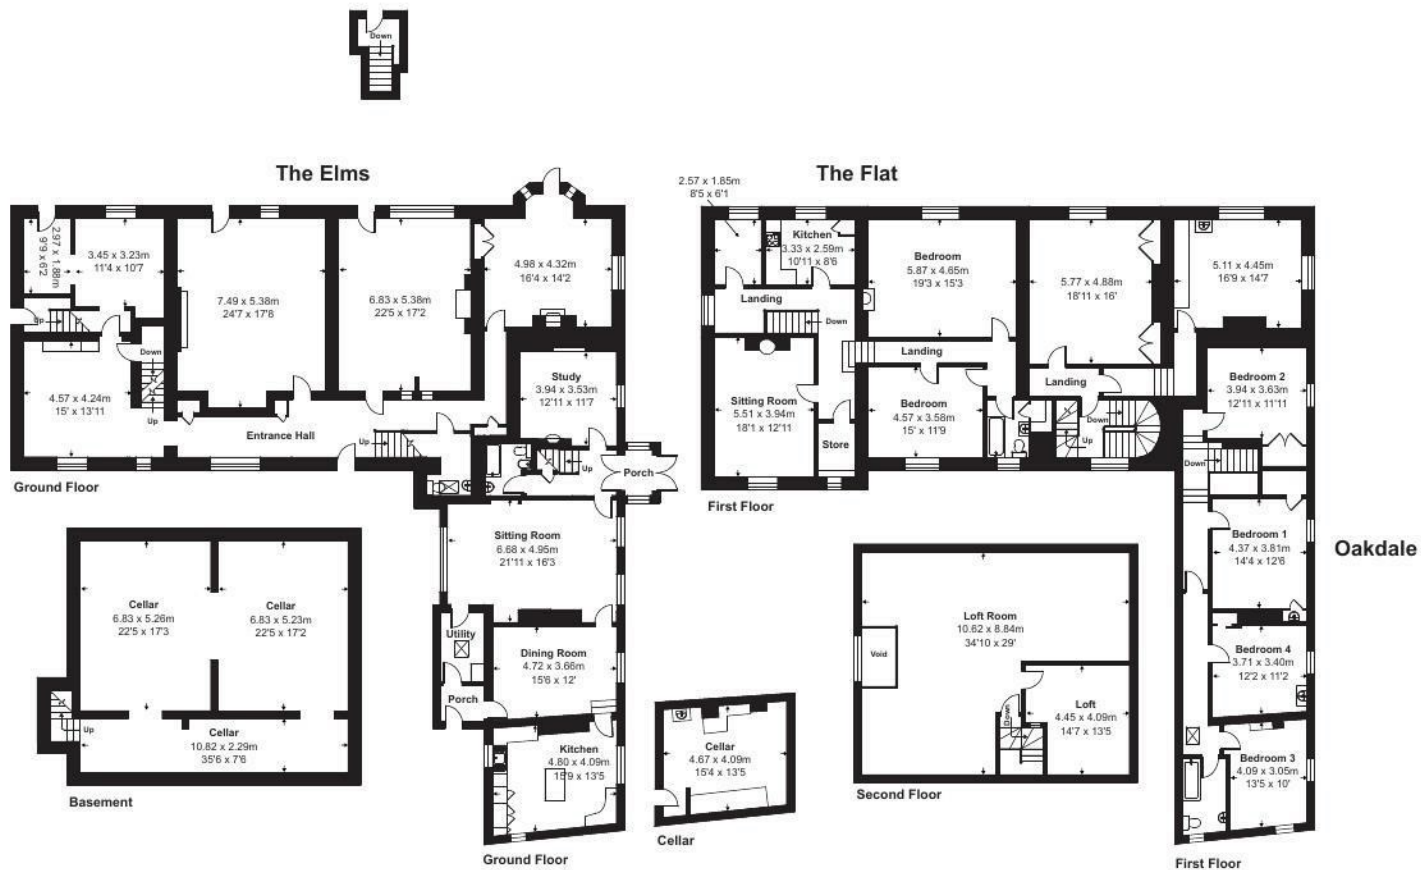 Down
The Elms
The Flat
2.57 x 1.85m
8'5 x 6'1
2.97 x 1.88m
9'9 x 6'2
3.45 x 3.23m
11'4 x 10'7
7.49 x 5.38m
24'7 x 17'8
6.83 x 5.38m
22'5 x 17'2
4.98 x 4.32m
16'4 x 14'2
Up
Down
Up
4.57 x 4.24m
15' x 13'11
Study
3.94 x 3.53m
12'11 x 11'7
Entrance Hall
Up
Up
Porch
Ground Floor
Sitting Room
6.68 x 4.95m
21'11 x 16'3
Utility
Dining Room
4.72 x 3.66m
15'6 x 12'
Porch
Kitchen
4.80 x 4.09m
15'9 x 13'5
Ground Floor
Cellar
6.83 x 5.26m
22'5 x 17'3
Cellar
6.83 x 5.23m
22'5 x 17'2
Up
Cellar
10.82 x 2.29m
35'6 x 7'6
Basement
Cellar
4.67 x 4.09m
15'4 x 13'5
Cellar
Kitchen
3.33 x 2.59m
10'11 x 8'6
Landing
Down
Bedroom
5.87 x 4.65m
19'3 x 15'3
5.77 x 4.88m
18'11 x 16'
5.11 x 4.45m
16'9 x 14'7
Landing
Sitting Room
5.51 x 3.94m
18'1 x 12'11
Store
Bedroom
4.57 x 3.58m
15' x 11'9
Landing
Down
Up
First Floor
Bedroom 2
3.94 x 3.63m
12'11 x 11'11
Down
Bedroom 1
4.37 x 3.81m
14'4 x 12'6
Oakdale
Bedroom 4
3.71 x 3.40m
12'2 x 11'2
Bedroom 3
4.09 x 3.05m
13'5 x 10'
First Floor
Loft Room
10.62 x 8.84m
34'10 x 29'
Void
Loft
4.45 x 4.09m
14'7 x 13'5
Down
Second Floor